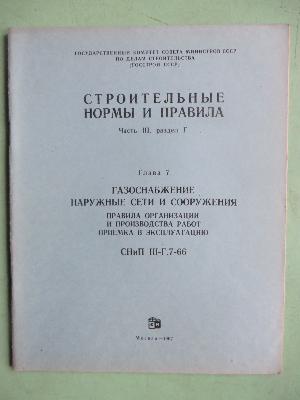 ГОСУДАРСТВЕННЫЙ КОМИТЕТ СОВЕТА МИНИСТРОВ СССР
ПО ДЕЛАМ СТРОИТЕЛЬСТВА
(ГОССТРОЙ СССР)
СТРОИТЕЛЬНЫЕ
НОРМЫ И ПРАВИЛА
Часть III, раздел Г
Глава 7
ГАЗОСНАБЖЕНИЕ
НАРУЖНЫЕ СЕТИ И СООРУЖЕНИЯ
ПРАВИЛА ОРГАНИЗАЦИИ
И ПРОИЗВОДСТВА РАБОТ
ПРИЕМКА В ЭКСПЛУАТАЦИЮ
СНиП III-Г.7-66
Москва—1967